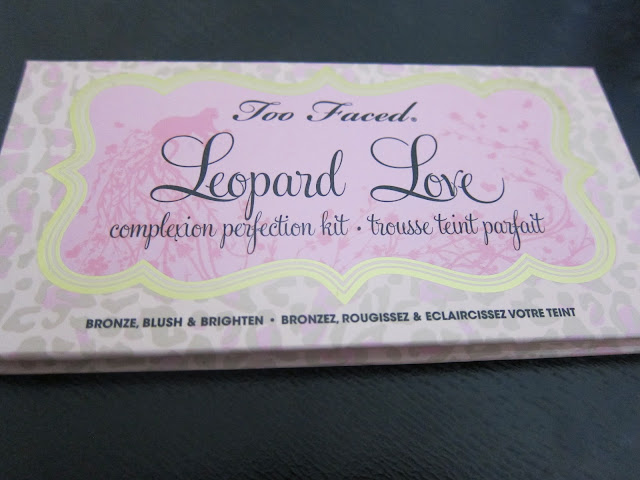 Too Faced.
Leopard Love
complexion perfection kit • trousse teint parfait
BRONZE, BLUSH & BRIGHTEN • BRONZEZ, ROUGISSEZ & ECLAIRCISSEZ VOTRE TEINT